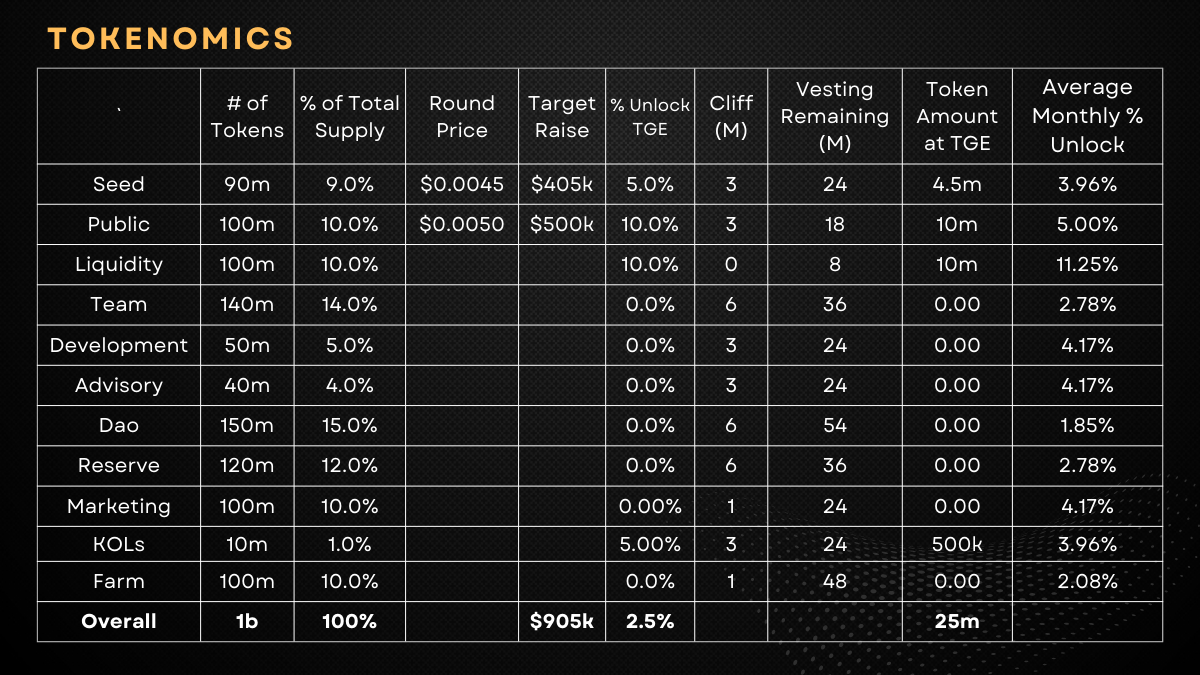 TOKENOMICS
` | # of Tokens | % of Total Supply | Round Price | Target Raise | % Unlock TGE | Cliff (M) | Vesting Remaining (M) | Token Amount at TGE | Average Monthly % Unlock
Seed | 90m | 9.0% | $0.0045 | $405k | 5.0% | 3 | 24 | 4.5m | 3.96%
Public | 100m | 10.0% | $0.0050 | $500k | 10.0% | 3 | 18 | 10m | 5.00%
Liquidity | 100m | 10.0% | | | 10.0% | 0 | 8 | 10m | 11.25%
Team | 140m | 14.0% | | | 0.0% | 6 | 36 | 0.00 | 2.78%
Development | 50m | 5.0% | | | 0.0% | 3 | 24 | 0.00 | 4.17%
Advisory | 40m | 4.0% | | | 0.0% | 3 | 24 | 0.00 | 4.17%
Dao | 150m | 15.0% | | | 0.0% | 6 | 54 | 0.00 | 1.85%
Reserve | 120m | 12.0% | | | 0.0% | 6 | 36 | 0.00 | 2.78%
Marketing | 100m | 10.0% | | | 0.00% | 1 | 24 | 0.00 | 4.17%
KOLs | 10m | 1.0% | | | 5.00% | 3 | 24 | 500k | 3.96%
Farm | 100m | 10.0% | | | 0.0% | 1 | 48 | 0.00 | 2.08%
Overall | 1b | 100% | | $905k | 2.5% | | | 25m |